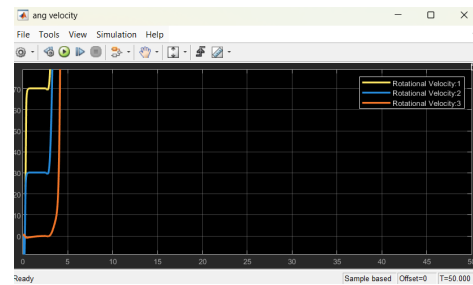 ang velocity
File Tools View Simulation Help
Rotational Velocity:1
Rotational Velocity:2
Rotational Velocity:3
70
60
50
40
30
20
10
0
0 5 10 15 20 25 30 35 40 45 50
Ready
Sample based Offset=0 T=50.000